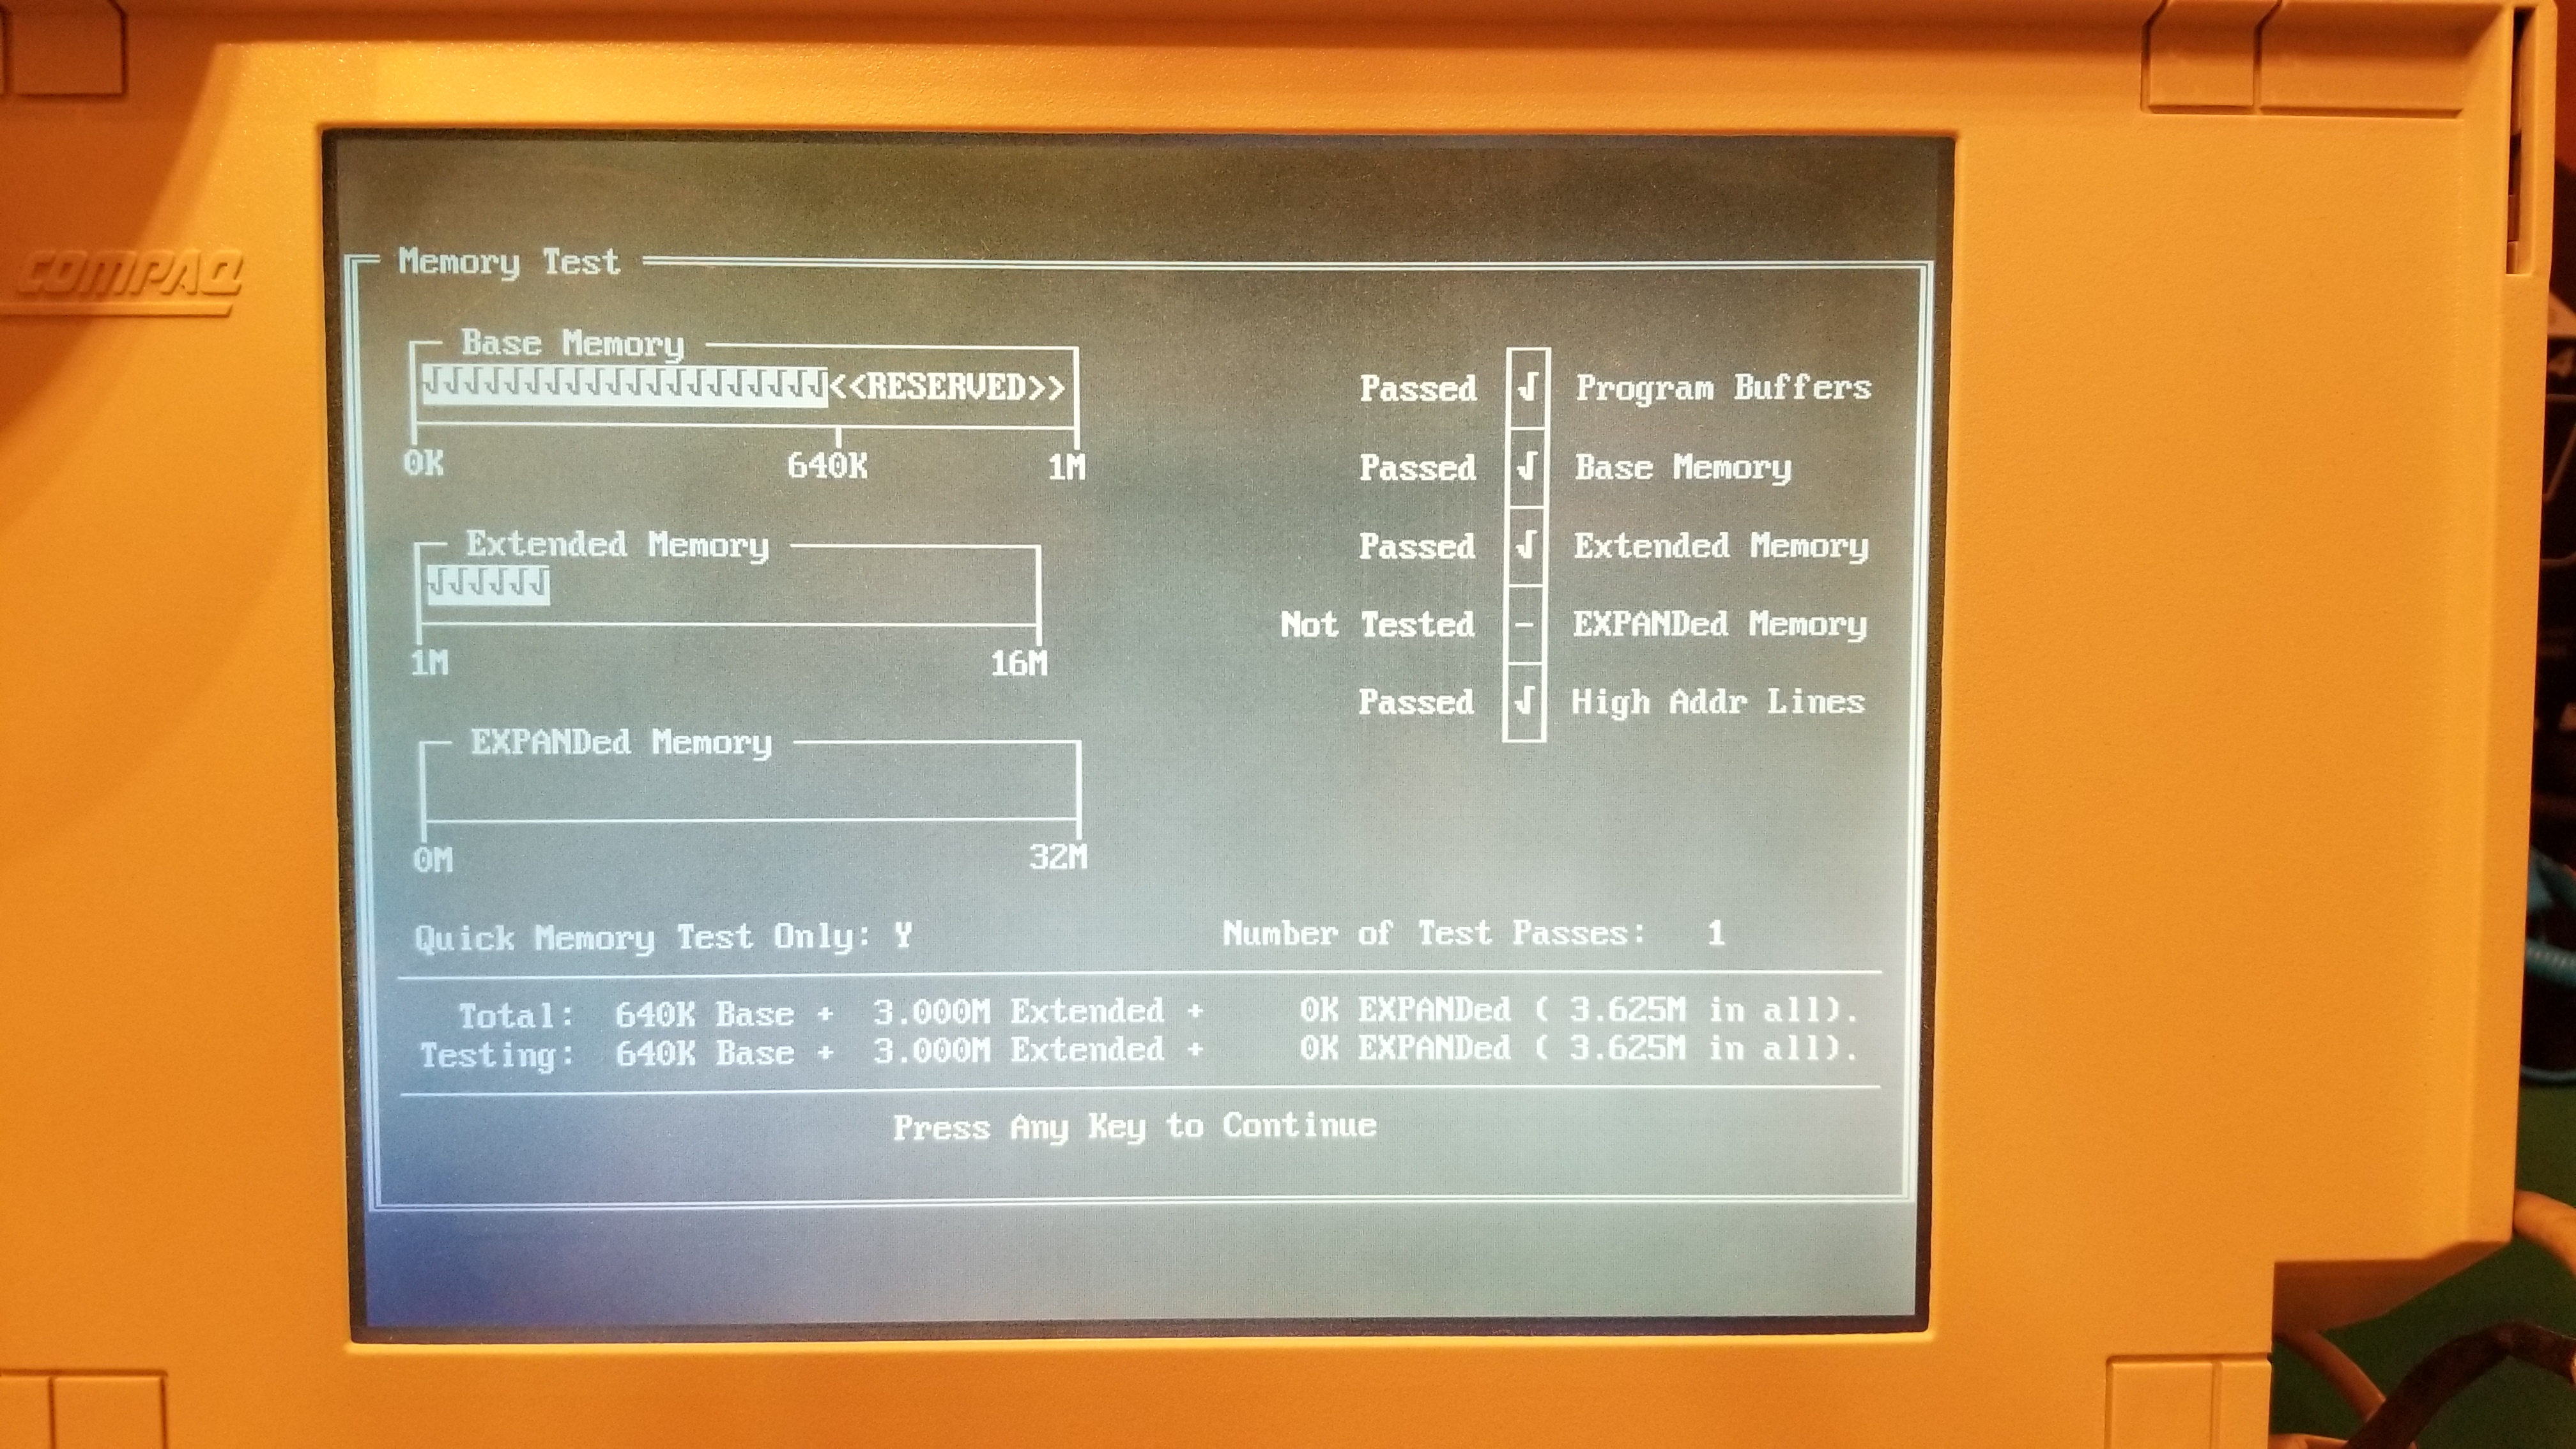 COMPAQ
Memory Test
Base Memory
√√√√√√√√√√√√√√√√√√√√<<RESERVED>>
0K 640K 1M
Extended Memory
√√√√√√
1M 16M
EXPANDed Memory
0M 32M
Passed √ Program Buffers
Passed √ Base Memory
Passed √ Extended Memory
Not Tested - EXPANDed Memory
Passed √ High Addr Lines
Quick Memory Test Only: Y Number of Test Passes: 1
Total: 640K Base + 3.000M Extended + 0K EXPANDed ( 3.625M in all).
Testing: 640K Base + 3.000M Extended + 0K EXPANDed ( 3.625M in all).
Press Any Key to Continue